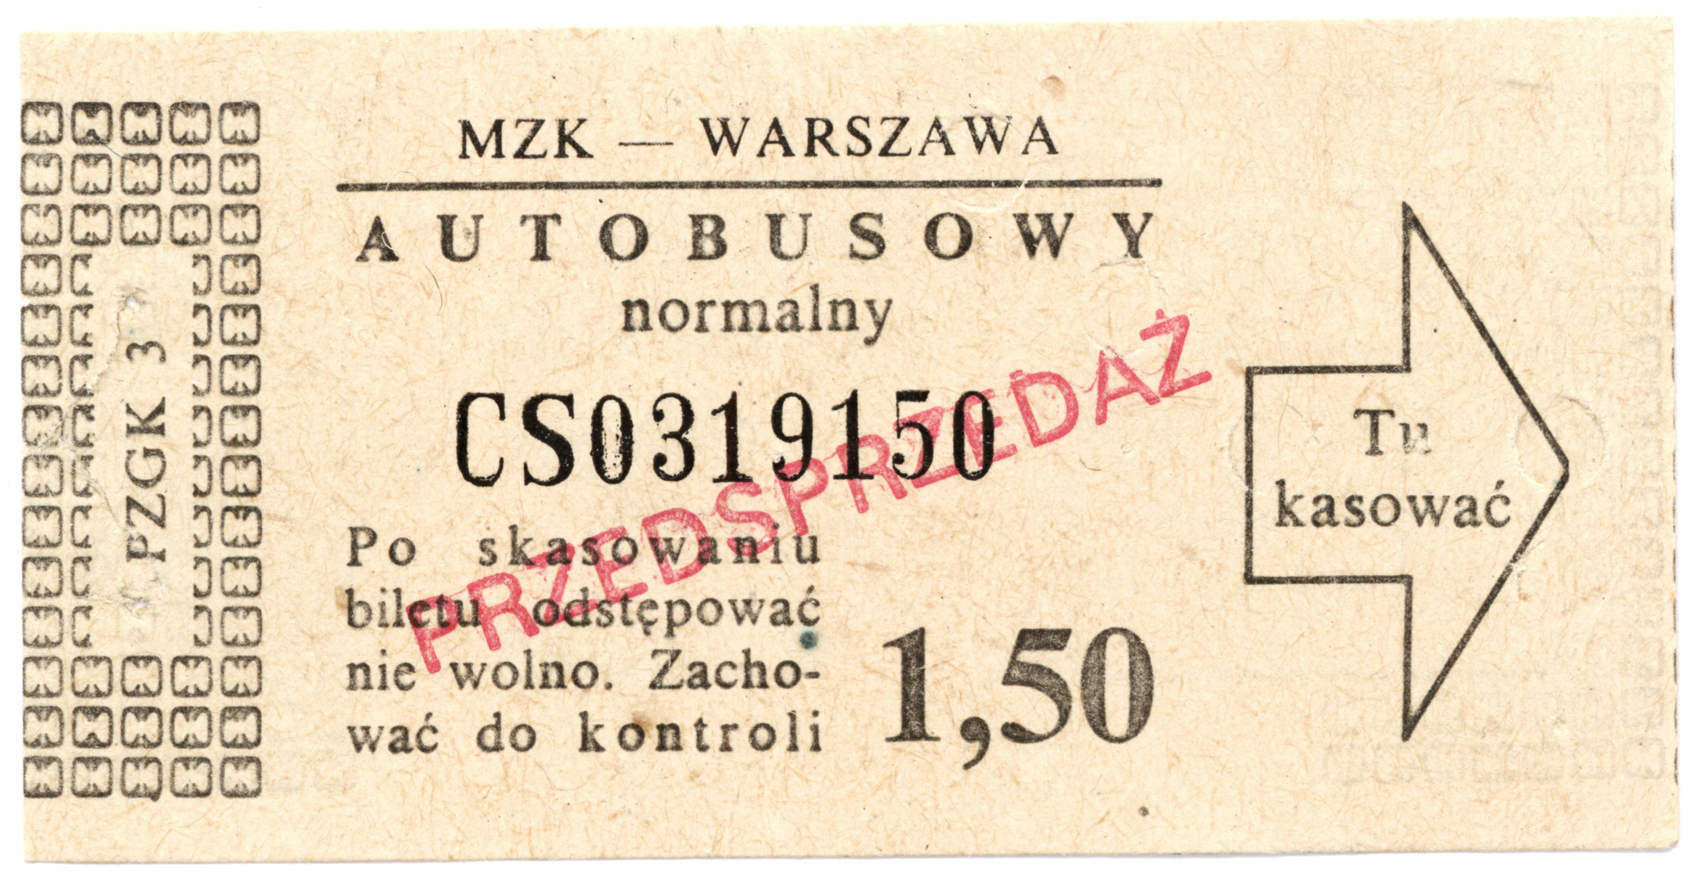 MZK — WARSZAWA
AUTOBUSOWY
normalny
CS0319150
PRZEDSPRZEDAŻ
Po skasowaniu
biletu odstępować
nie wolno. Zacho-
wać do kontroli
1,50
Tu
kasować
PZGK 3